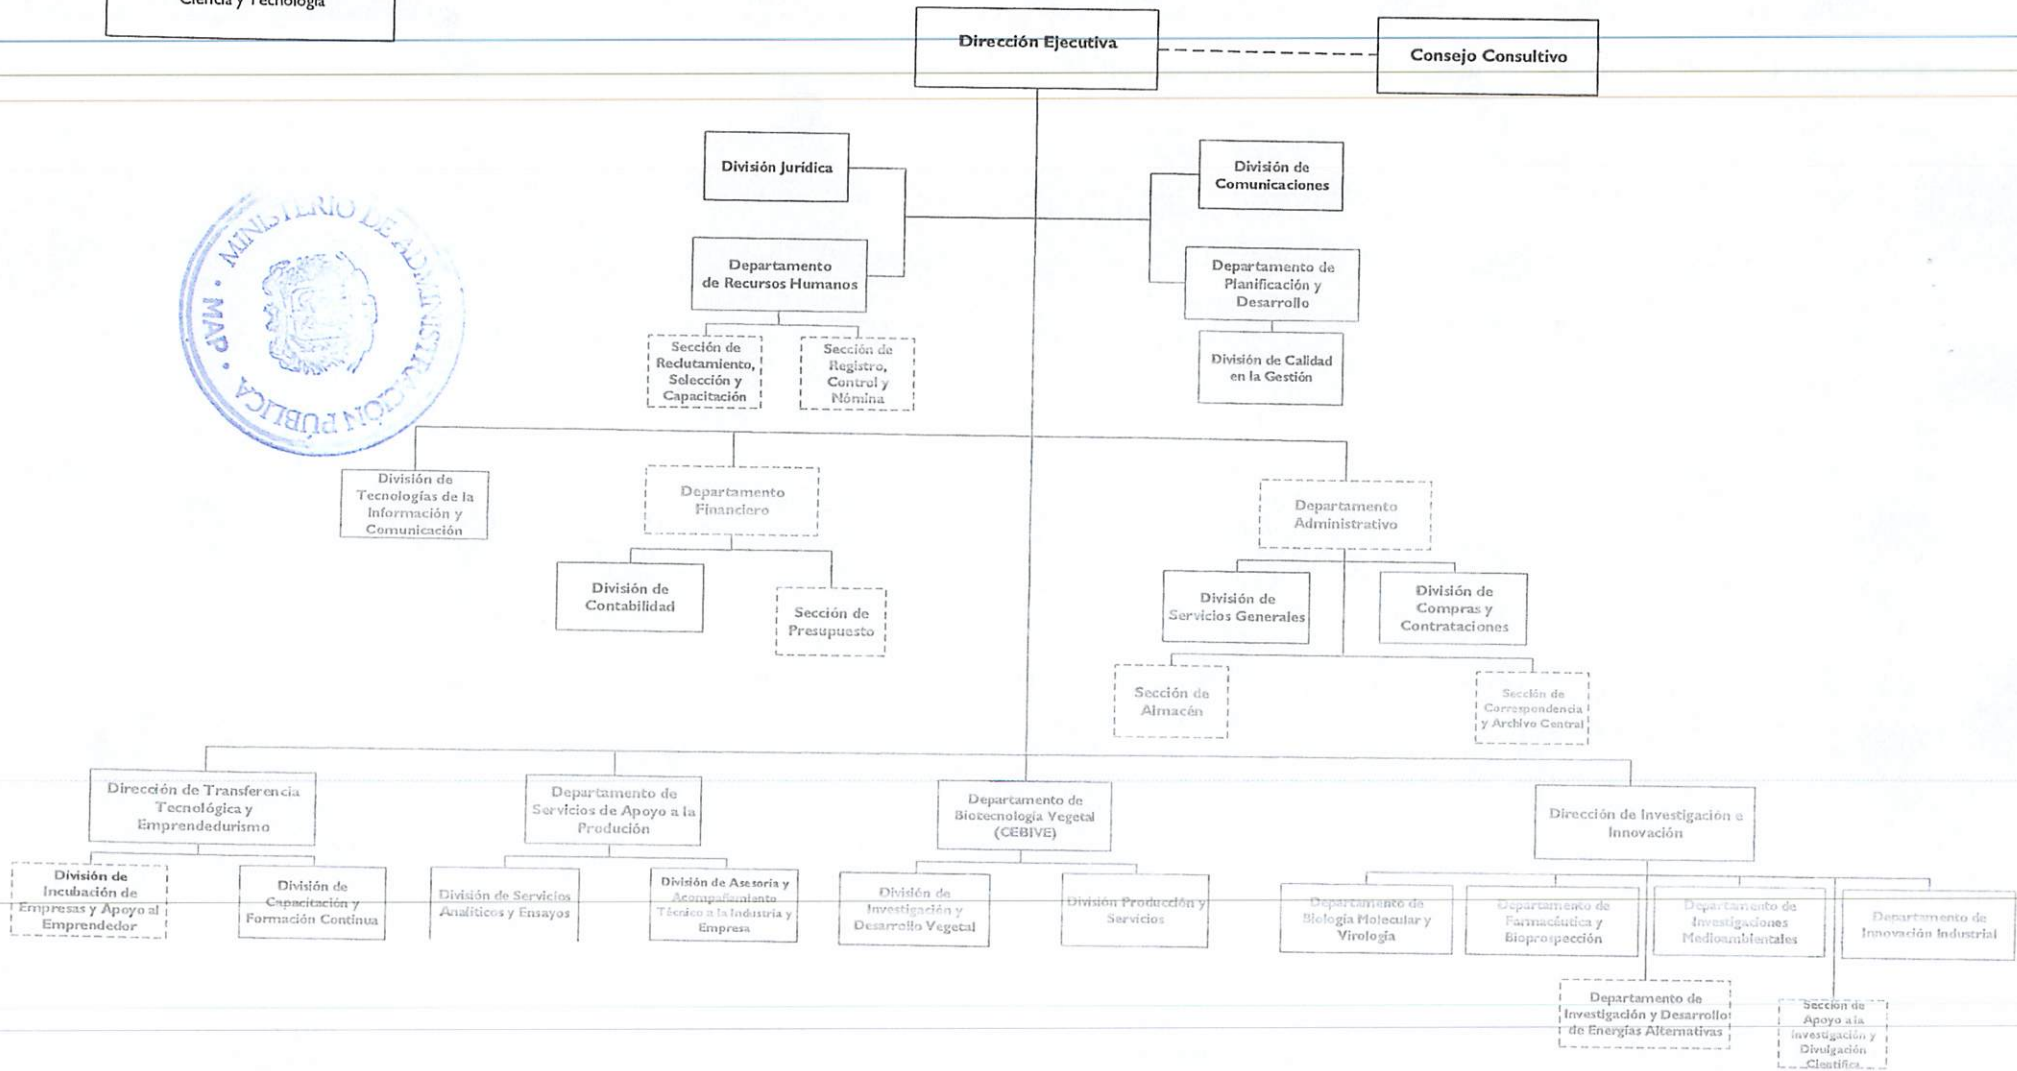 Ciencia y Tecnología
Dirección Ejecutiva
Consejo Consultivo
División Jurídica
División de
Comunicaciones
MINISTERIO DE ADMINISTRACIÓN PÚBLICA
• MAP •
Departamento
de Recursos Humanos
Departamento de
Planificación y
Desarrollo
Sección de
Reclutamiento,
Selección y
Capacitación
Sección de
Registro,
Control y
Nómina
División de Calidad
en la Gestión
División de
Tecnologías de la
Información y
Comunicación
Departamento
Financiero
Departamento
Administrativo
División de
Contabilidad
Sección de
Presupuesto
División de
Servicios Generales
División de
Compras y
Contrataciones
Sección de
Almacén
Sección de
Correspondencia
y Archivo Central
Dirección de Transferencia
Tecnológica y
Emprendedurismo
Departamento de
Servicios de Apoyo a la
Produción
Departamento de
Biotecnología Vegetal
(CEBIVE)
Dirección de Investigación e
Innovación
División de
Incubación de
Empresas y Apoyo al
Emprendedor
División de
Capacitación y
Formación Continua
División de Servicios
Analíticos y Ensayos
División de Asesoría y
Acompañamiento
Técnico a la Industria y
Empresa
División de
Investigación y
Desarrollo Vegetal
División Producción y
Servicios
Departamento de
Biología Molecular y
Virología
Departamento de
Farmacéutica y
Bioprospección
Departamento de
Investigaciones
Medioambientales
Departamento de
Innovación Industrial
Departamento de
Investigación y Desarrollo
de Energías Alternativas
Sección de
Apoyo a la
Investigación y
Divulgación
Científica